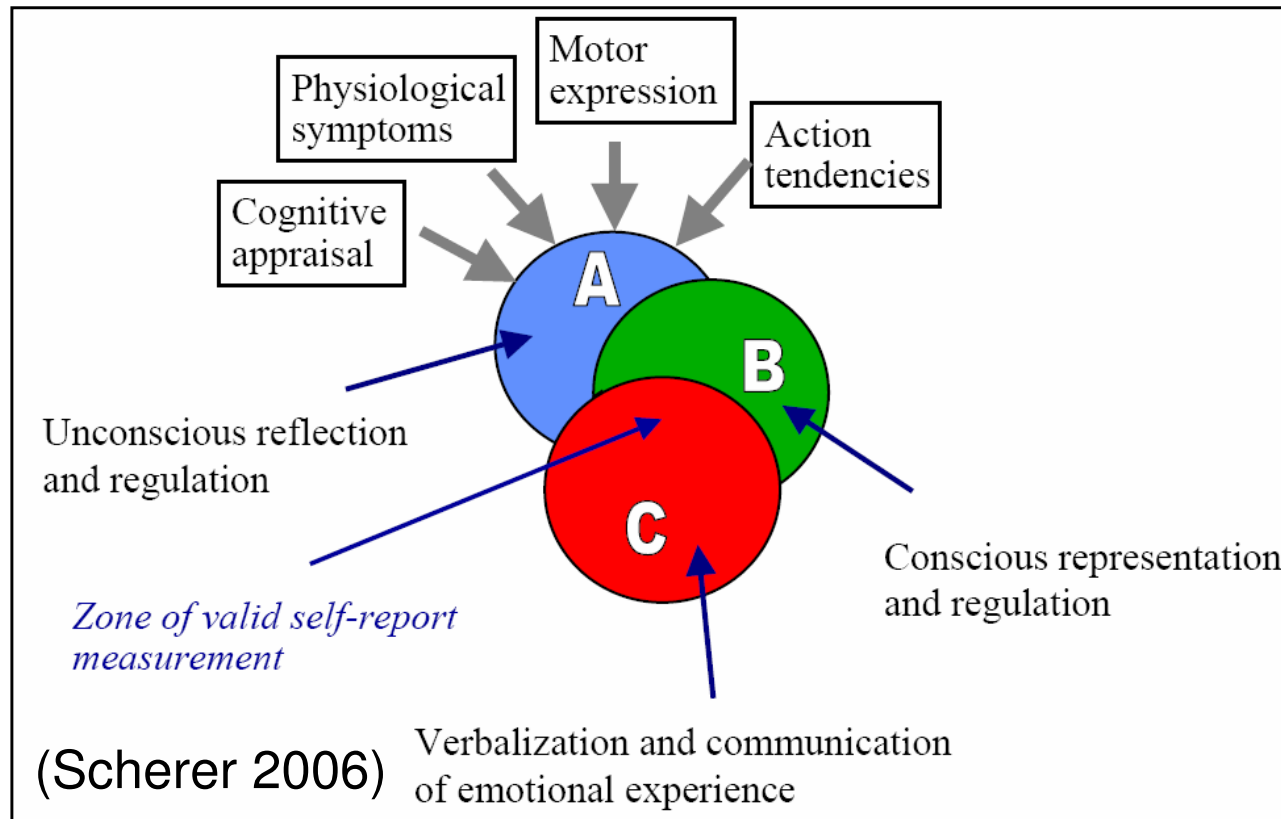 Motor
expression
Physiological
symptoms
Action
tendencies
Cognitive
appraisal
A
B
C
Unconscious reflection
and regulation
Zone of valid self-report
measurement
Conscious representation
and regulation
Verbalization and communication
of emotional experience
(Scherer 2006)